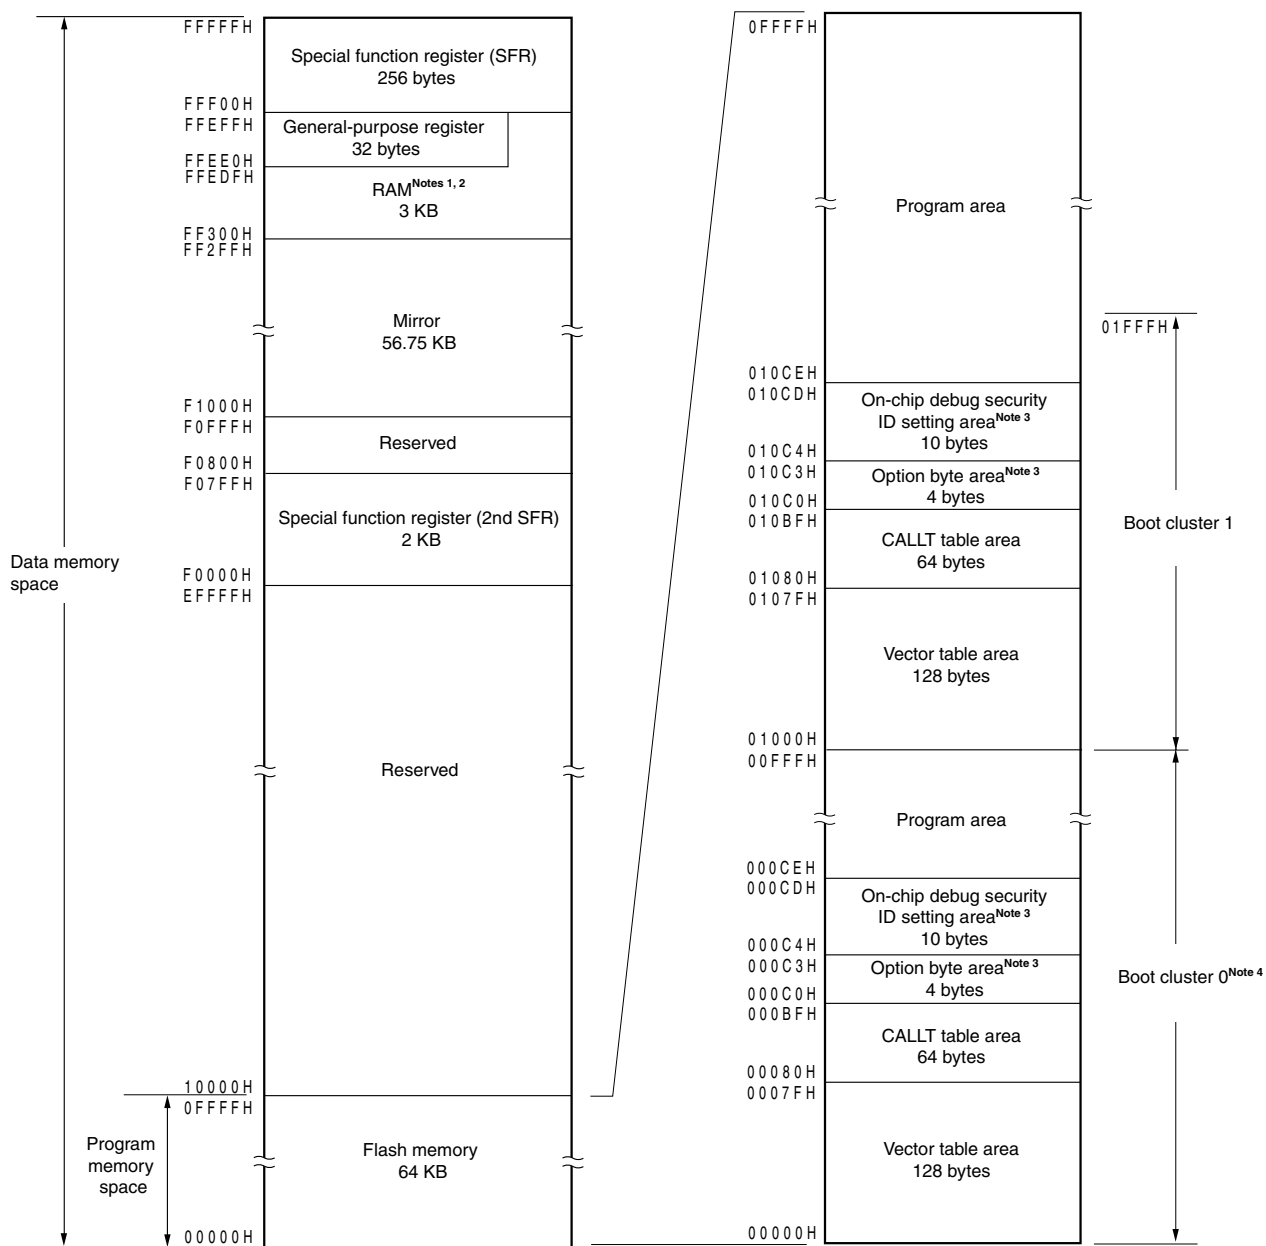 FFFFFH
Special function register (SFR)
256 bytes
FFF00H
FFEFFH
General-purpose register
32 bytes
FFEE0H
FFEDFH
RAMNotes 1, 2
3 KB
FF300H
FF2FFH
Mirror
56.75 KB
F1000H
F0FFFH
Reserved
F0800H
F07FFH
Special function register (2nd SFR)
2 KB
F0000H
EFFFFH
Data memory
space
Reserved
10000H
0FFFFH
Program
memory
space
Flash memory
64 KB
00000H
0FFFFH
Program area
01FFFH
010CEH
010CDH
On-chip debug security
ID setting areaNote 3
10 bytes
010C4H
010C3H
Option byte areaNote 3
4 bytes
010C0H
010BFH
CALLT table area
64 bytes
Boot cluster 1
01080H
0107FH
Vector table area
128 bytes
01000H
00FFFH
Program area
000CEH
000CDH
On-chip debug security
ID setting areaNote 3
10 bytes
000C4H
000C3H
Option byte areaNote 3
4 bytes
Boot cluster 0Note 4
000C0H
000BFH
CALLT table area
64 bytes
00080H
0007FH
Vector table area
128 bytes
00000H